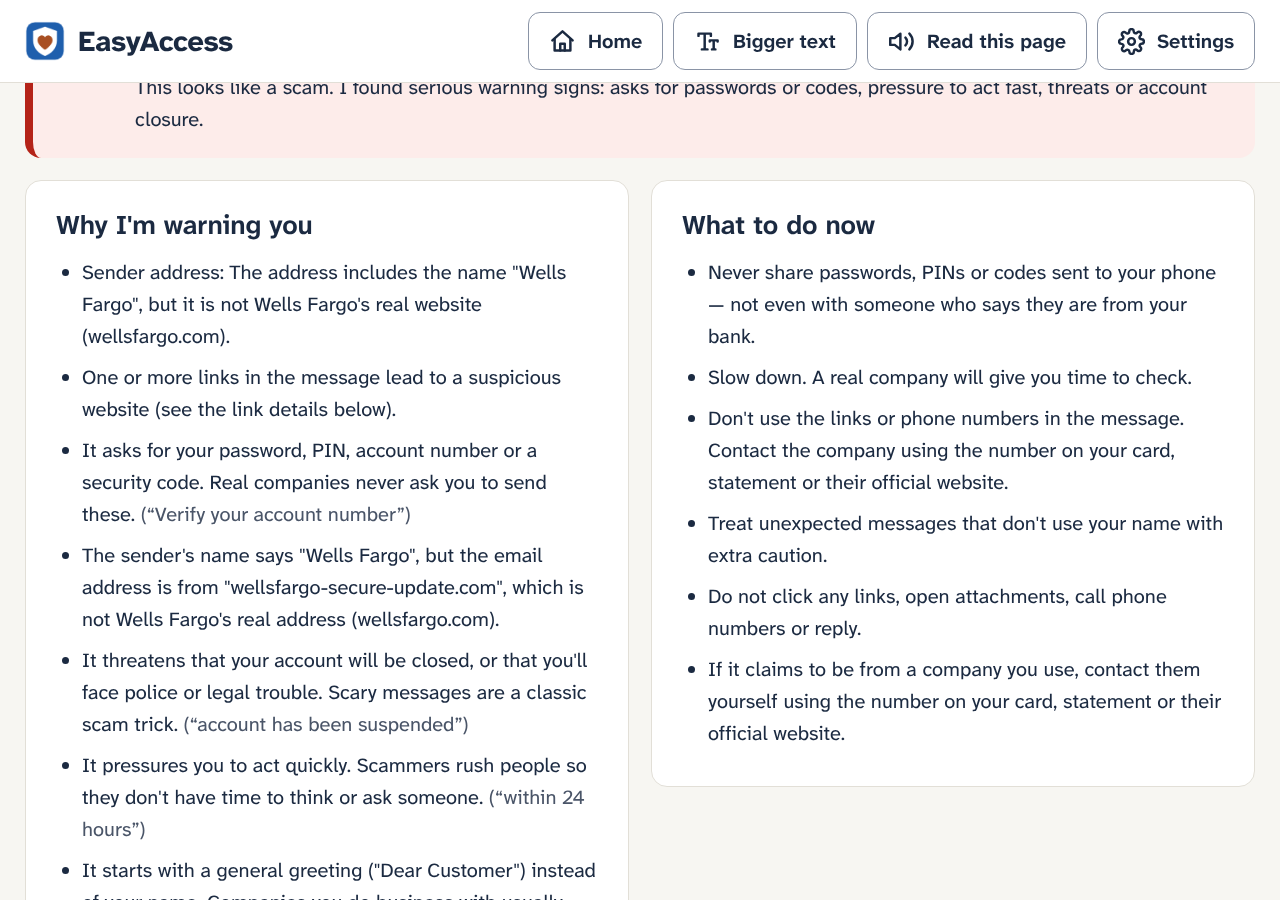 EasyAccess
Home
Bigger text
Read this page
Settings
This looks like a scam. I found serious warning signs: asks for passwords or codes, pressure to act fast, threats or account
closure.
Why I'm warning you
Sender address: The address includes the name "Wells
Fargo", but it is not Wells Fargo's real website
(wellsfargo.com).
One or more links in the message lead to a suspicious
website (see the link details below).
It asks for your password, PIN, account number or a
security code. Real companies never ask you to send
these. (“Verify your account number”)
The sender's name says "Wells Fargo", but the email
address is from "wellsfargo-secure-update.com", which is
not Wells Fargo's real address (wellsfargo.com).
It threatens that your account will be closed, or that you'll
face police or legal trouble. Scary messages are a classic
scam trick. (“account has been suspended”)
It pressures you to act quickly. Scammers rush people so
they don't have time to think or ask someone. (“within 24
hours”)
It starts with a general greeting ("Dear Customer") instead
of your name. Companies you do business with usually
What to do now
Never share passwords, PINs or codes sent to your phone
— not even with someone who says they are from your
bank.
Slow down. A real company will give you time to check.
Don't use the links or phone numbers in the message.
Contact the company using the number on your card,
statement or their official website.
Treat unexpected messages that don't use your name with
extra caution.
Do not click any links, open attachments, call phone
numbers or reply.
If it claims to be from a company you use, contact them
yourself using the number on your card, statement or their
official website.